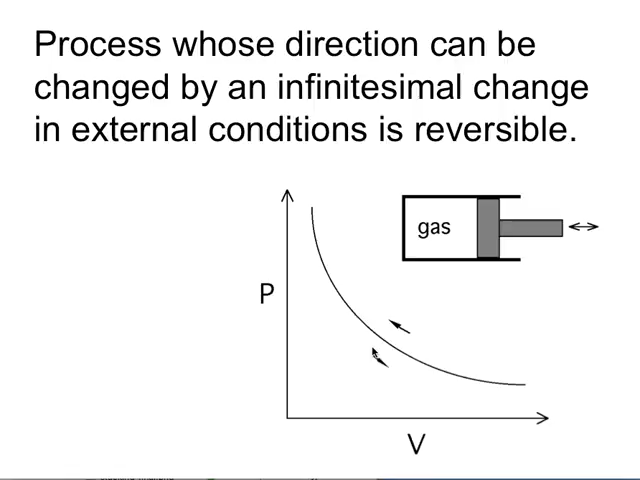 Process whose direction can be
changed by an infinitesimal change
in external conditions is reversible.
gas
P
V